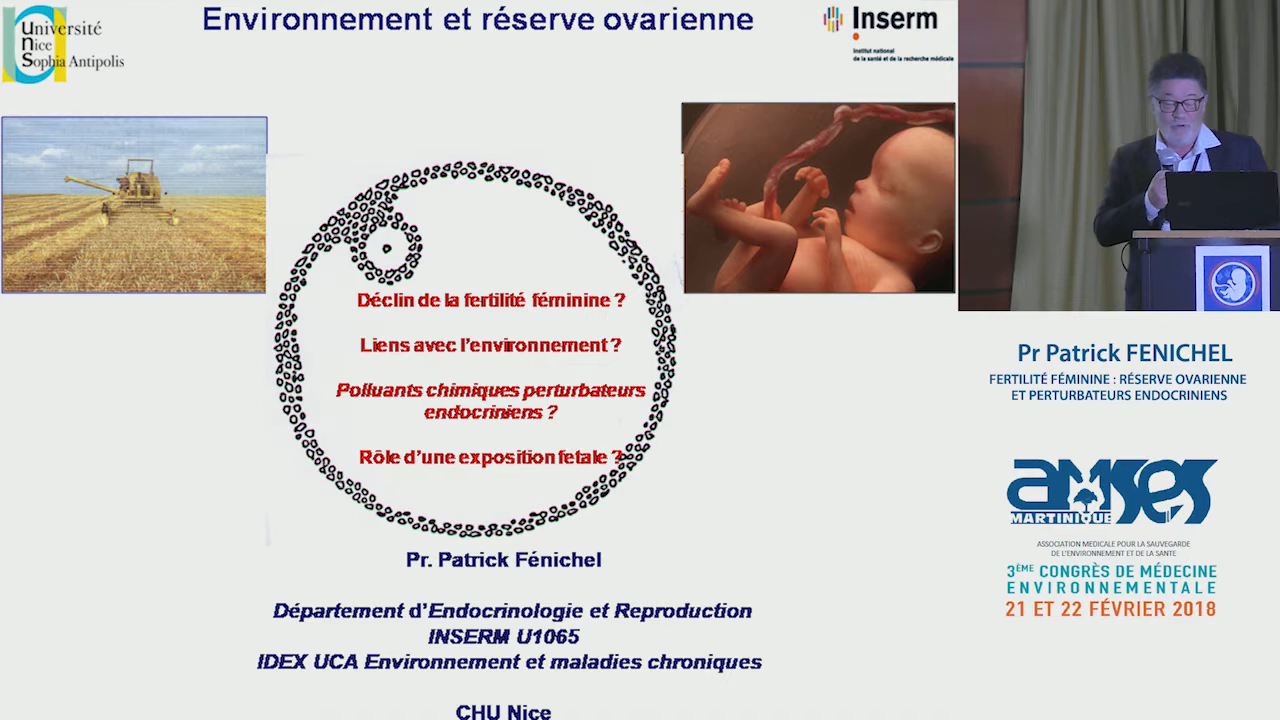 Environnement et réserve ovarienne
Université
Nice
Sophia Antipolis
UNS
Inserm
Institut national
de la santé et de la recherche médicale
Déclin de la fertilité féminine ?
Liens avec l'environnement ?
Polluants chimiques perturbateurs
endocriniens ?
Rôle d'une exposition fetale ?
Pr. Patrick Fénichel
Département d'Endocrinologie et Reproduction
INSERM U1065
IDEX UCA Environnement et maladies chroniques
CHU Nice
Pr Patrick FENICHEL
FERTILITÉ FÉMININE : RÉSERVE OVARIENNE
ET PERTURBATEURS ENDOCRINIENS
AMSES
MARTINIQUE
ASSOCIATION MEDICALE POUR LA SAUVEGARDE
DE L'ENVIRONNEMENT ET DE LA SANTE
3ÈME CONGRÈS DE MÉDECINE
ENVIRONNEMENTALE
21 ET 22 FÉVRIER 2018